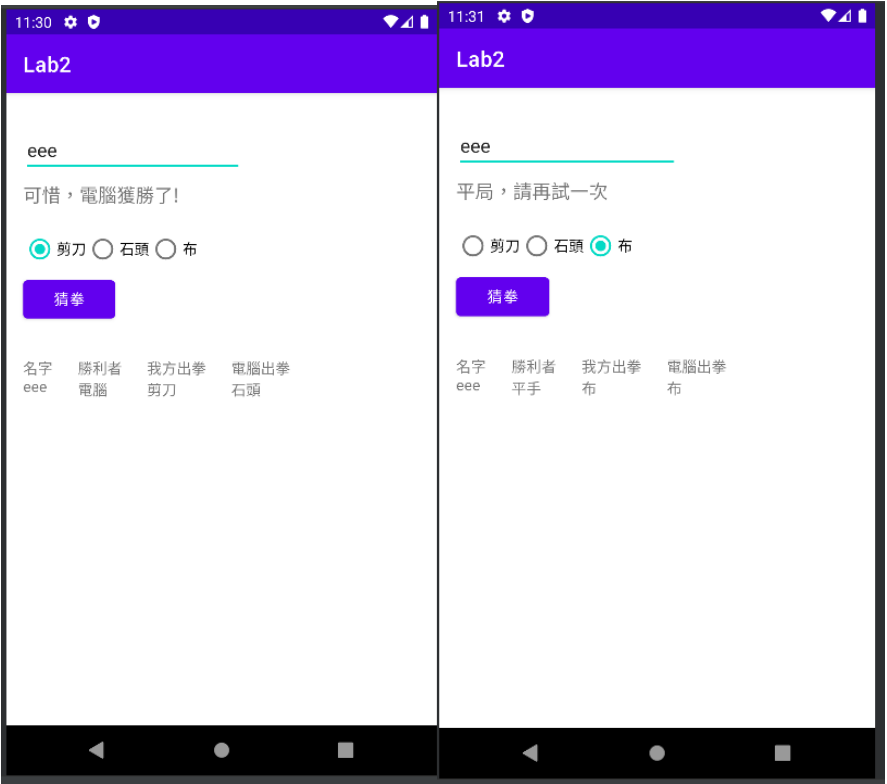 11:30
Lab2
eee
可惜，電腦獲勝了!
剪刀 石頭 布
猜拳
名字 勝利者 我方出拳 電腦出拳
eee 電腦 剪刀 石頭
11:31
Lab2
eee
平局，請再試一次
剪刀 石頭 布
猜拳
名字 勝利者 我方出拳 電腦出拳
eee 平手 布 布